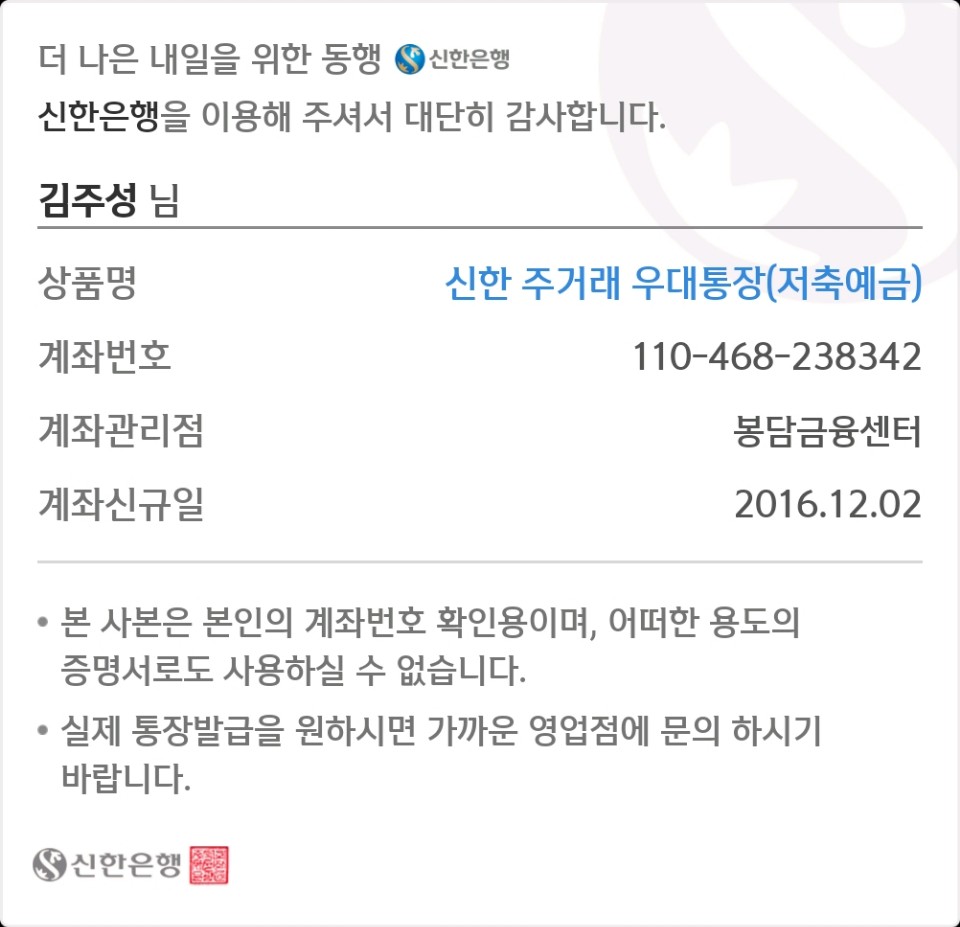 더 나은 내일을 위한 동행 신한은행
신한은행을 이용해 주셔서 대단히 감사합니다.
김주성 님
상품명 신한 주거래 우대통장(저축예금)
계좌번호 110-468-238342
계좌관리점 봉담금융센터
계좌신규일 2016.12.02
• 본 사본은 본인의 계좌번호 확인용이며, 어떠한 용도의
증명서로도 사용하실 수 없습니다.
• 실제 통장발급을 원하시면 가까운 영업점에 문의 하시기
바랍니다.
신한은행